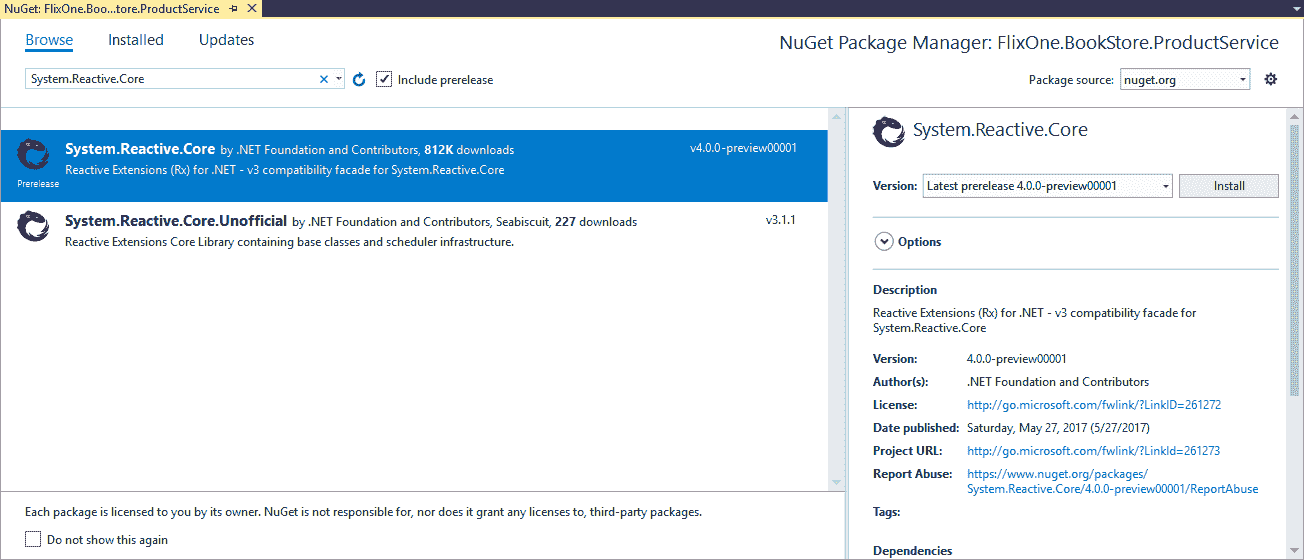 NuGet: FlixOne.Boo...tore.ProductService
Browse Installed Updates
NuGet Package Manager: FlixOne.BookStore.ProductService
System.Reactive.Core
Include prerelease
Package source: nuget.org
System.Reactive.Core by .NET Foundation and Contributors, 812K downloads v4.0.0-preview00001
Reactive Extensions (Rx) for .NET - v3 compatibility facade for System.Reactive.Core
Prerelease
System.Reactive.Core.Unofficial by .NET Foundation and Contributors, Seabiscuit, 227 downloads v3.1.1
Reactive Extensions Core Library containing base classes and scheduler infrastructure.
Each package is licensed to you by its owner. NuGet is not responsible for, nor does it grant any licenses to, third-party packages.
Do not show this again
System.Reactive.Core
Version: Latest prerelease 4.0.0-preview00001 Install
Options
Description
Reactive Extensions (Rx) for .NET - v3 compatibility facade for
System.Reactive.Core
Version: 4.0.0-preview00001
Author(s): .NET Foundation and Contributors
License: http://go.microsoft.com/fwlink/?LinkID=261272
Date published: Saturday, May 27, 2017 (5/27/2017)
Project URL: http://go.microsoft.com/fwlink/?LinkId=261273
Report Abuse: https://www.nuget.org/packages/
System.Reactive.Core/4.0.0-preview00001/ReportAbuse
Tags:
Dependencies